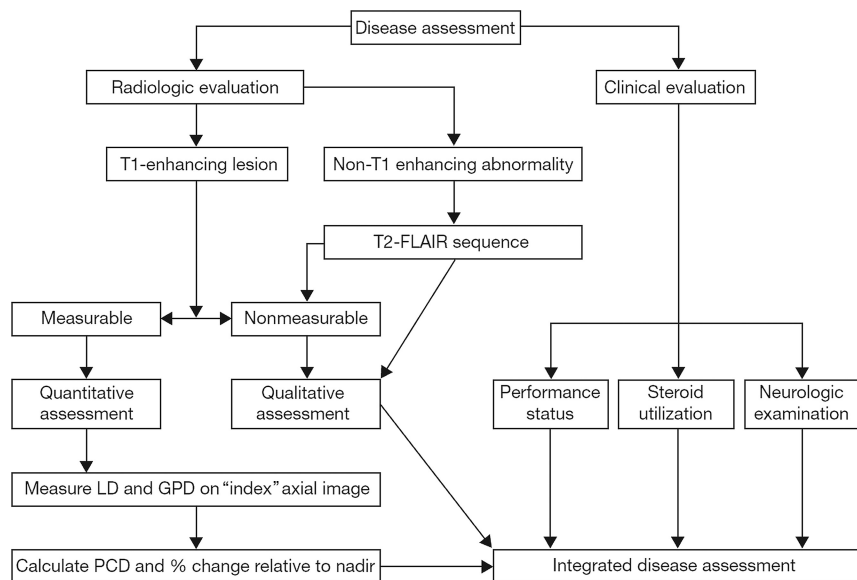 Disease assessment
Radiologic evaluation
Clinical evaluation
T1-enhancing lesion
Non-T1 enhancing abnormality
T2-FLAIR sequence
Measurable
Nonmeasurable
Quantitative
assessment
Qualitative
assessment
Performance
status
Steroid
utilization
Neurologic
examination
Measure LD and GPD on “index” axial image
Calculate PCD and % change relative to nadir
Integrated disease assessment